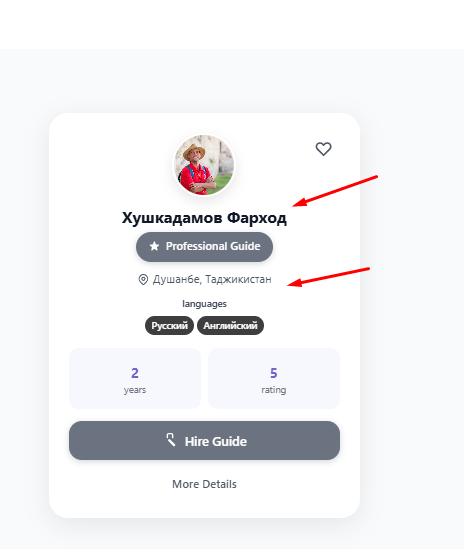 Хушкадамов Фарход
Professional Guide
Душанбе, Таджикистан
languages
Русский Английский
2 5
years rating
Hire Guide
More Details